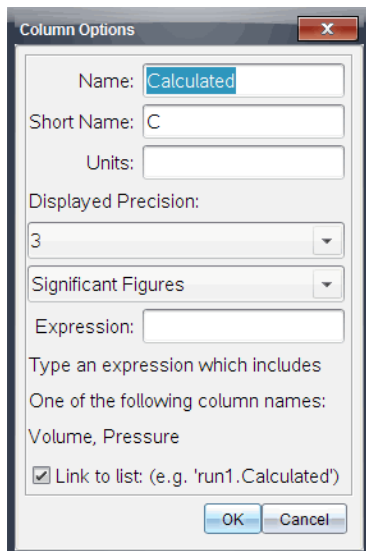 Column Options
x
Name: Calculated
Short Name: C
Units:
Displayed Precision:
3
Significant Figures
Expression:
Type an expression which includes
One of the following column names:
Volume, Pressure
Link to list: (e.g. 'run1.Calculated')
OK Cancel